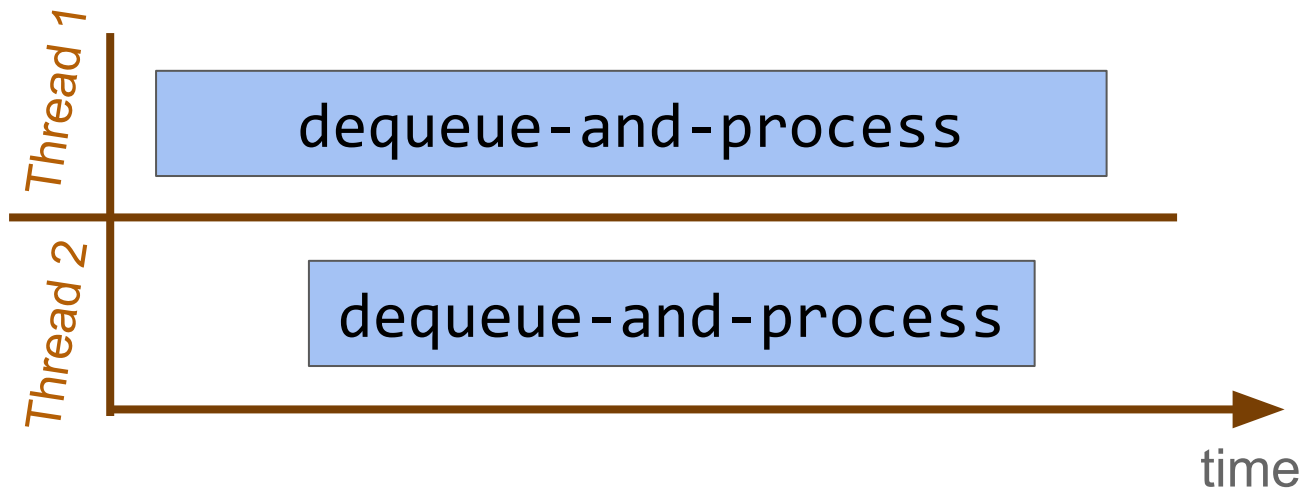 Thread 1
dequeue-and-process
Thread 2
dequeue-and-process
time